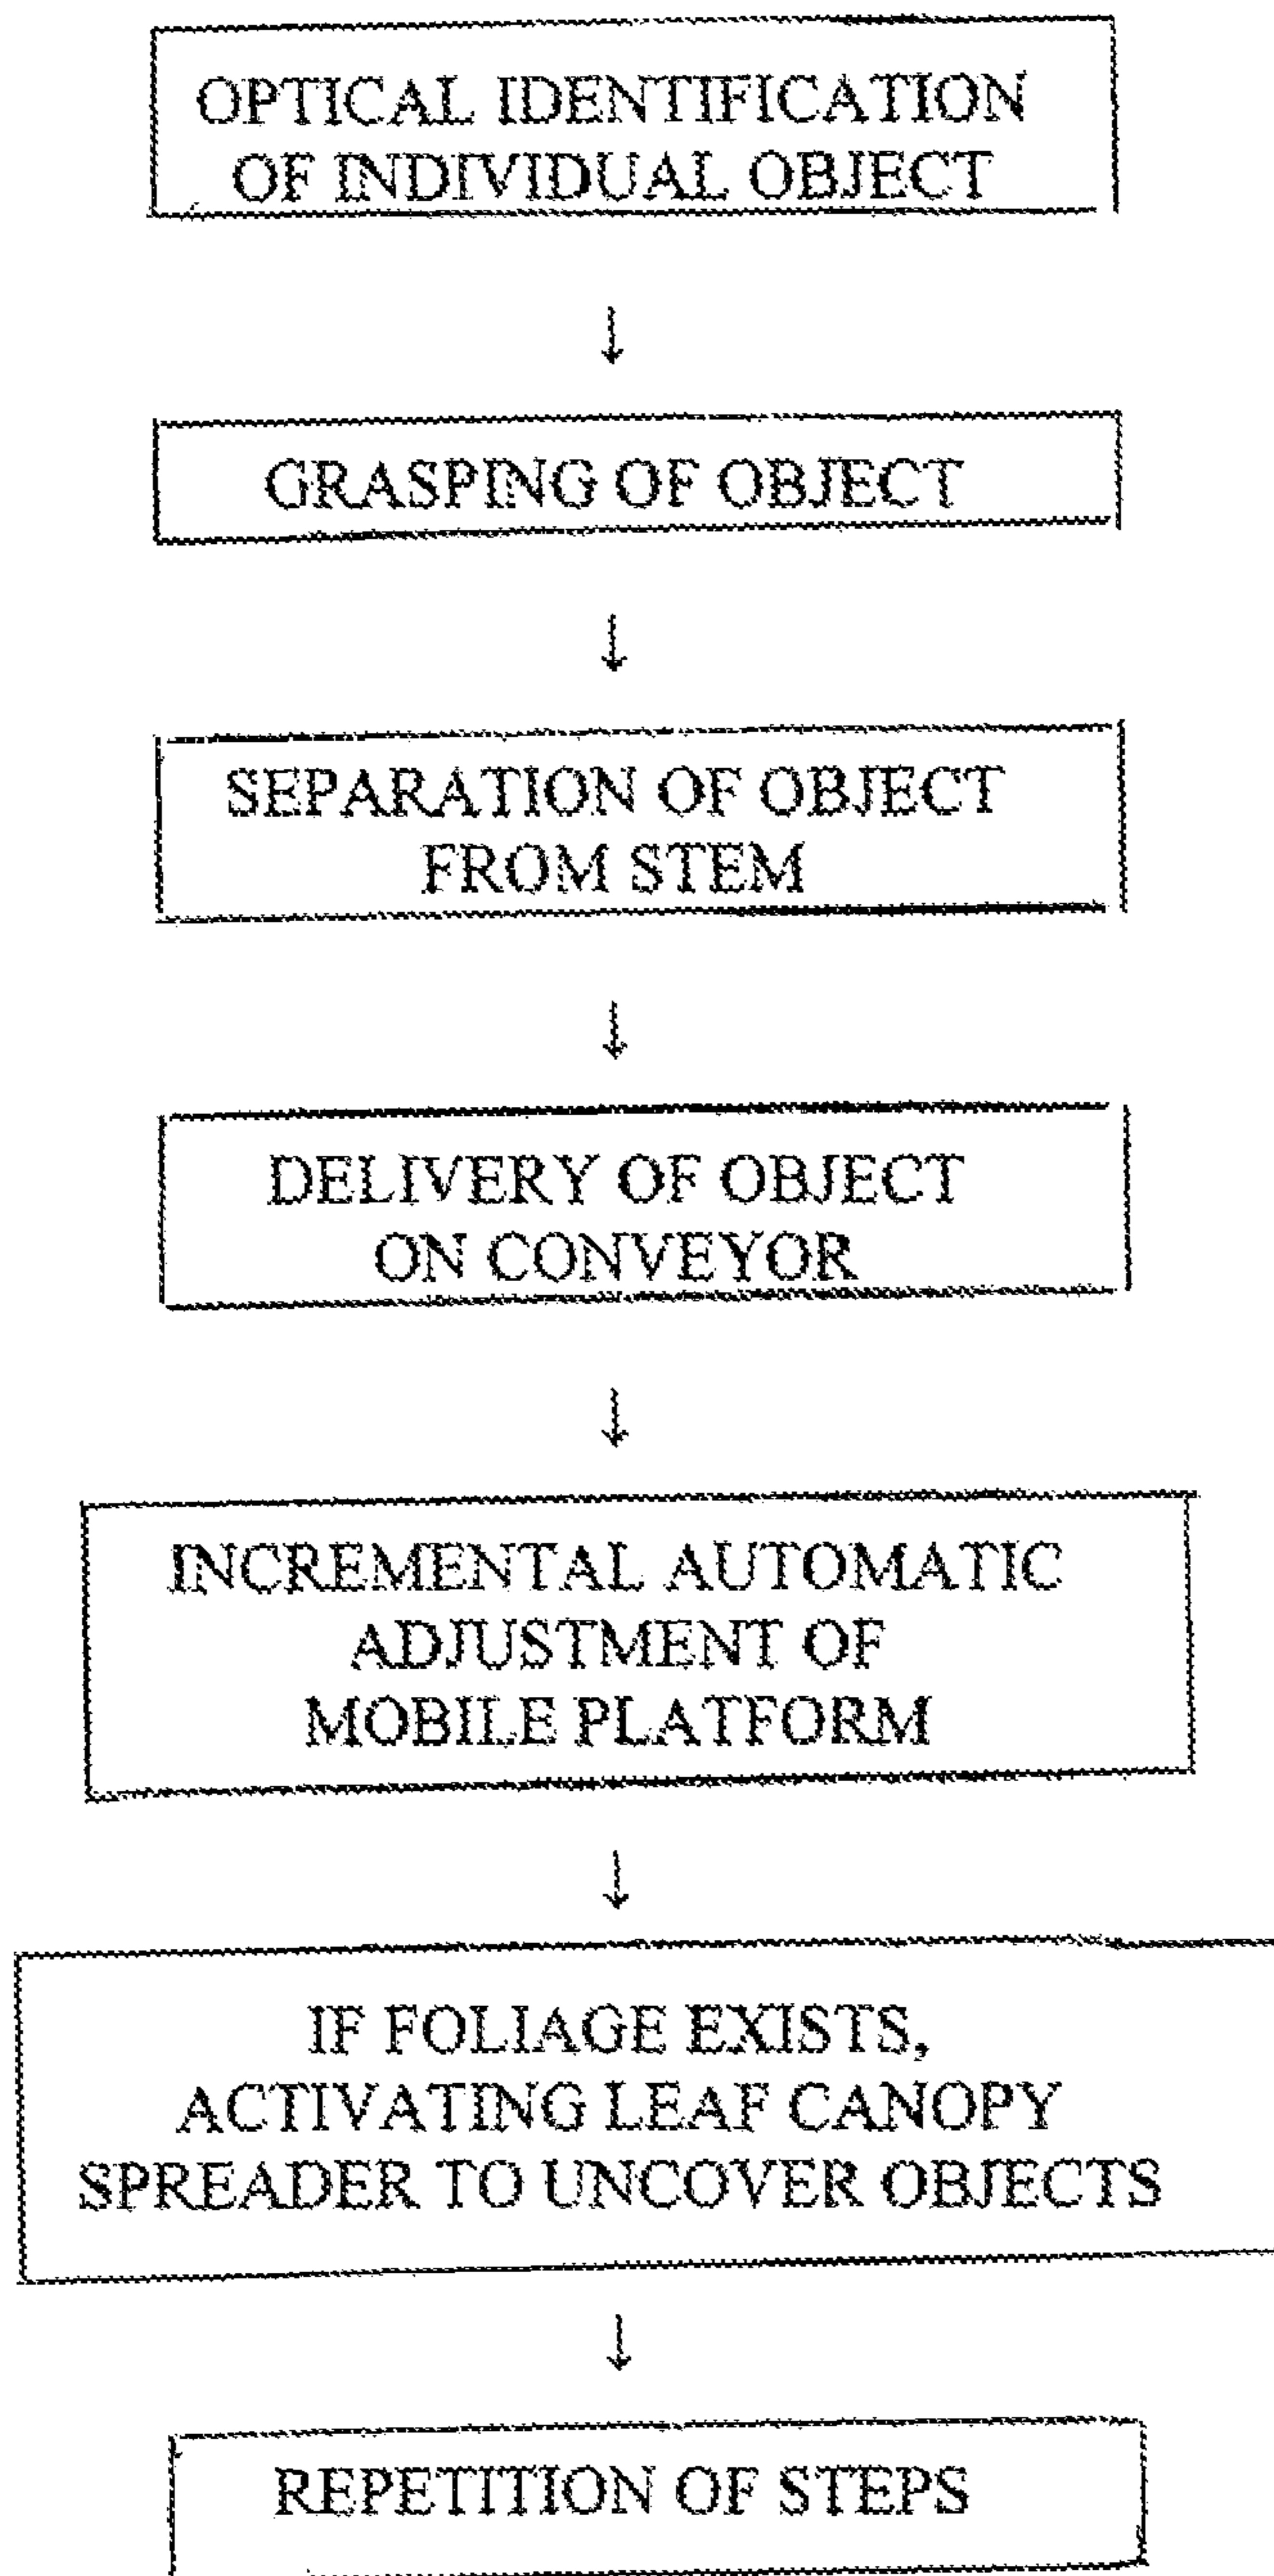 OPTICAL IDENTIFICATION
OF INDIVIDUAL OBJECT
↓
GRASPING OF OBJECT
↓
SEPARATION OF OBJECT
FROM STEM
↓
DELIVERY OF OBJECT
ON CONVEYOR
↓
INCREMENTAL AUTOMATIC
ADJUSTMENT OF
MOBILE PLATFORM
↓
IF FOLIAGE EXISTS,
ACTIVATING LEAF CANOPY
SPREADER TO UNCOVER OBJECTS
↓
REPETITION OF STEPS